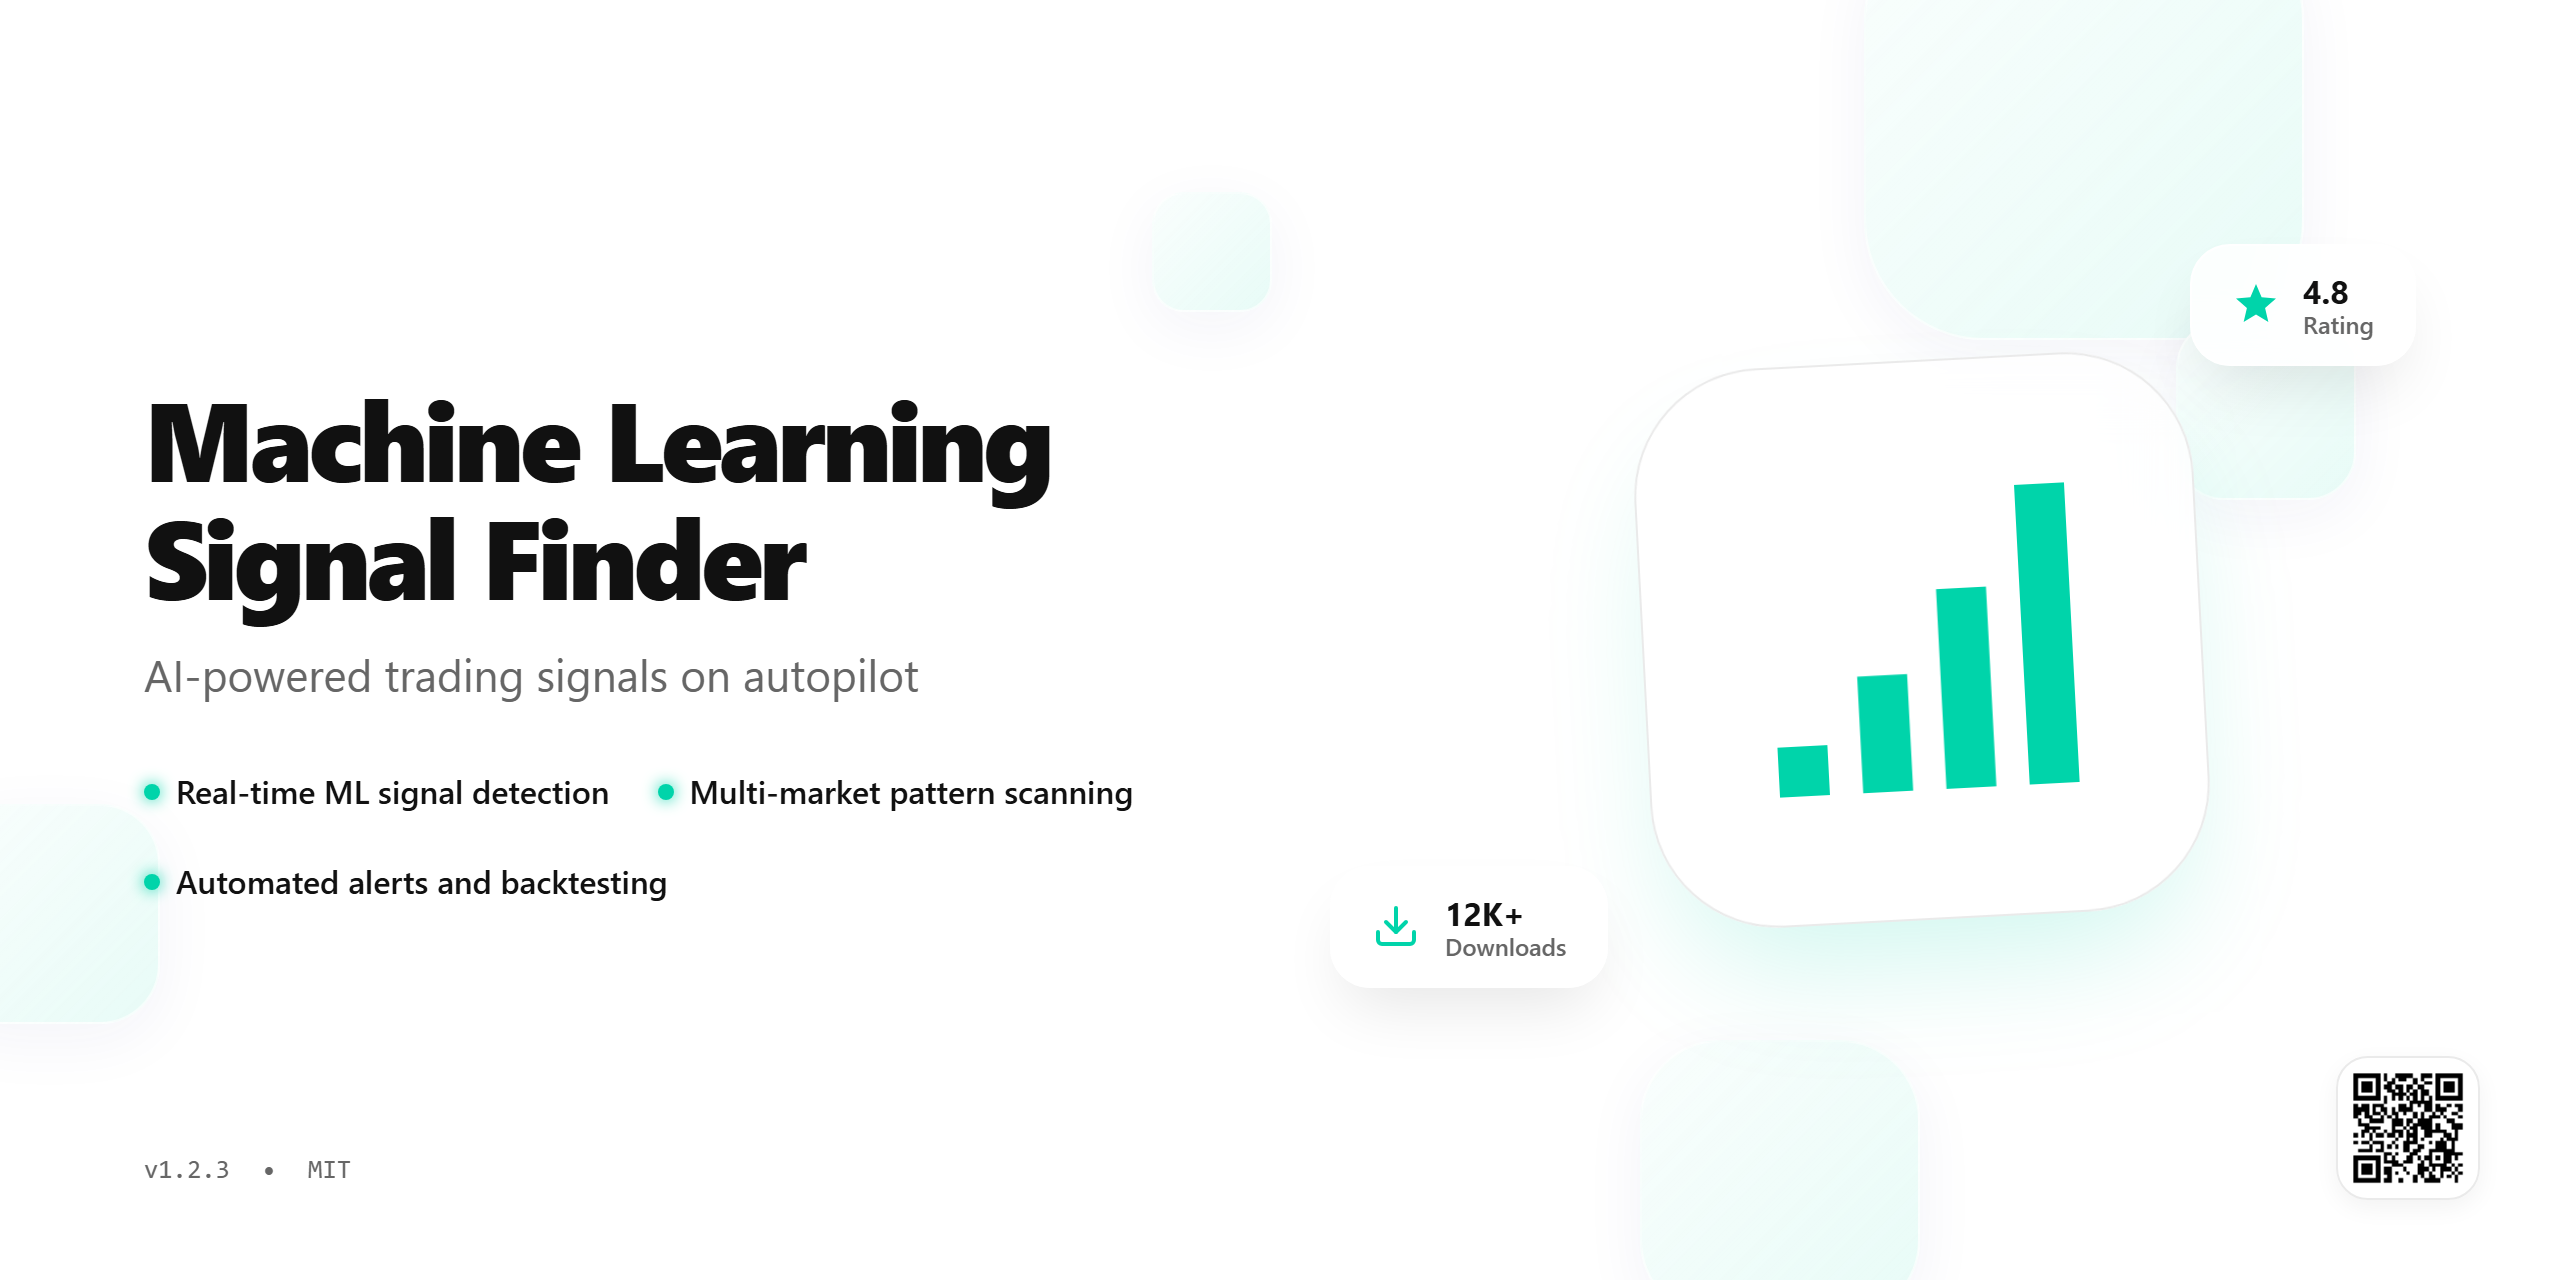 Machine Learning
Signal Finder
AI-powered trading signals on autopilot
Real-time ML signal detection
Multi-market pattern scanning
Automated alerts and backtesting
4.8
Rating
12K+
Downloads
v1.2.3 • MIT